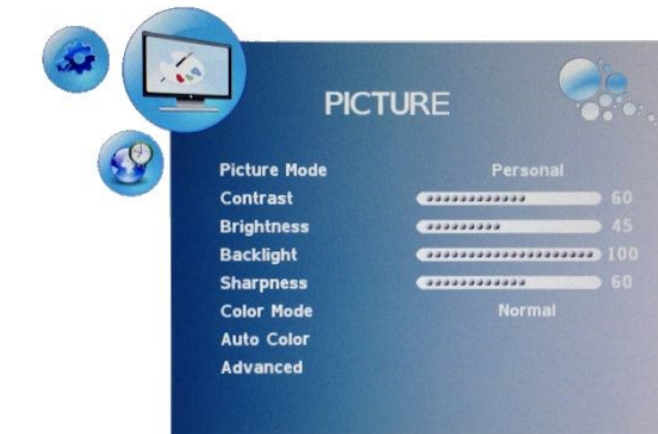 PICTURE
Picture Mode Personal
Contrast 60
Brightness 45
Backlight 100
Sharpness 60
Color Mode Normal
Auto Color
Advanced